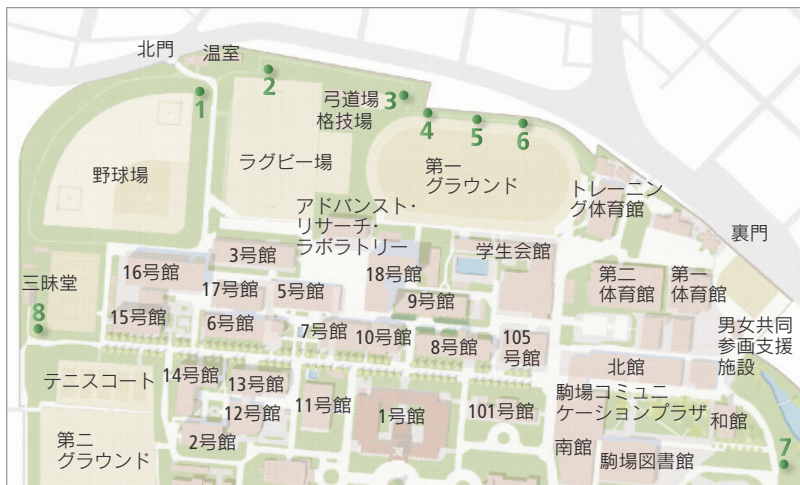 北門
温室
2
1
弓道場
3
格技場
4
5
6
野球場
ラグビー場
第一
グラウンド
トレーニン
グ体育館
アドバンスト・
リサーチ・
ラボラトリー
裏門
3号館
学生会館
16号館
18号館
第二
体育館
第一
体育館
三昧堂
17号館
5号館
9号館
8
15号館
6号館
7号館
10号館
8号館
105
号館
男女共同
参画支援
施設
北館
テニスコート
14号館
13号館
11号館
1号館
101号館
駒場コミュニ
ケーションプラザ
和館
12号館
2号館
第二
グラウンド
南館
駒場図書館
7